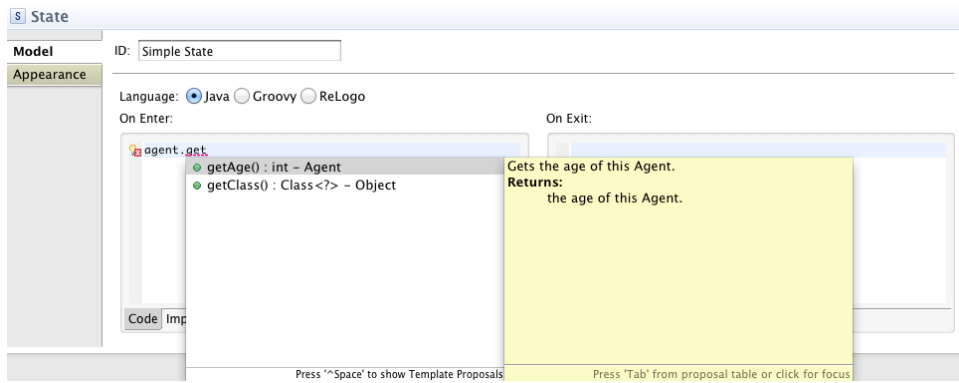 S State
Model
Appearance
ID: Simple State
Language: Java Groovy ReLogo
On Enter:
On Exit:
agent.get
getAge() : int – Agent
getClass() : Class<?> – Object
Gets the age of this Agent.
Returns:
the age of this Agent.
Code Imp
Press '^Space' to show Template Proposals
Press 'Tab' from proposal table or click for focus